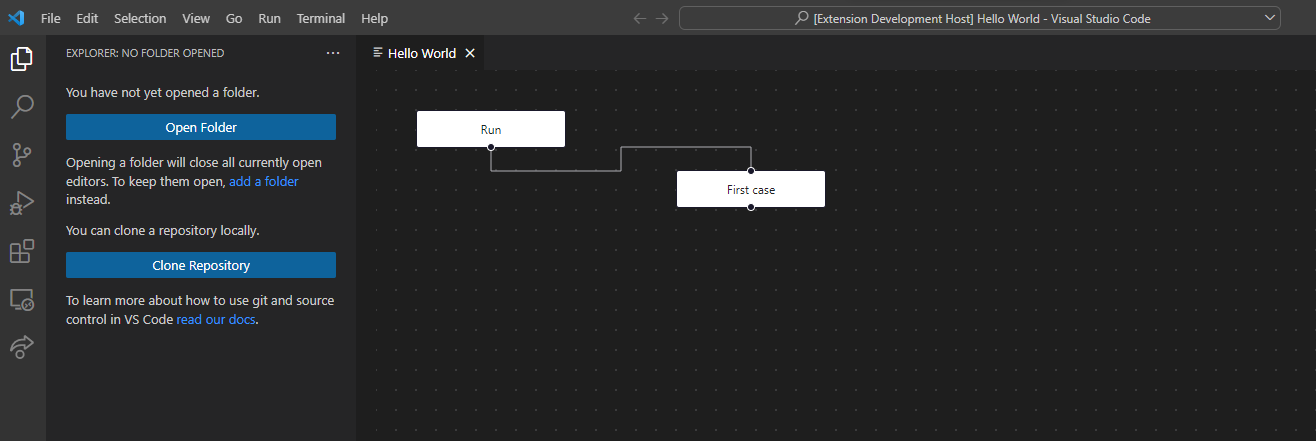 File Edit Selection View Go Run Terminal Help
[Extension Development Host] Hello World - Visual Studio Code
EXPLORER: NO FOLDER OPENED
Hello World
You have not yet opened a folder.
Open Folder
Opening a folder will close all currently open
editors. To keep them open, add a folder
instead.
You can clone a repository locally.
Clone Repository
To learn more about how to use git and source
control in VS Code read our docs.
Run
First case